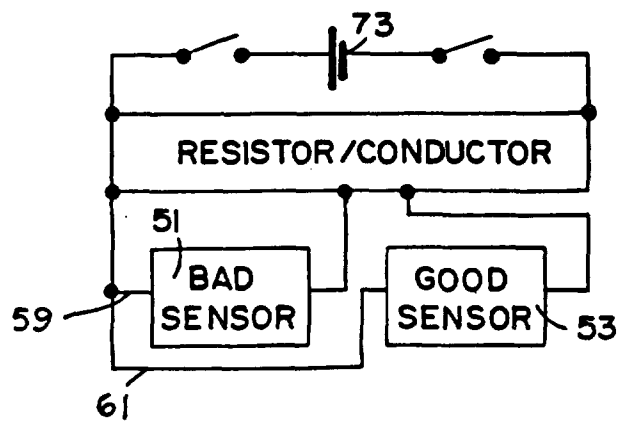 73
RESISTOR/CONDUCTOR
51
BAD
SENSOR
GOOD
SENSOR
59
53
61